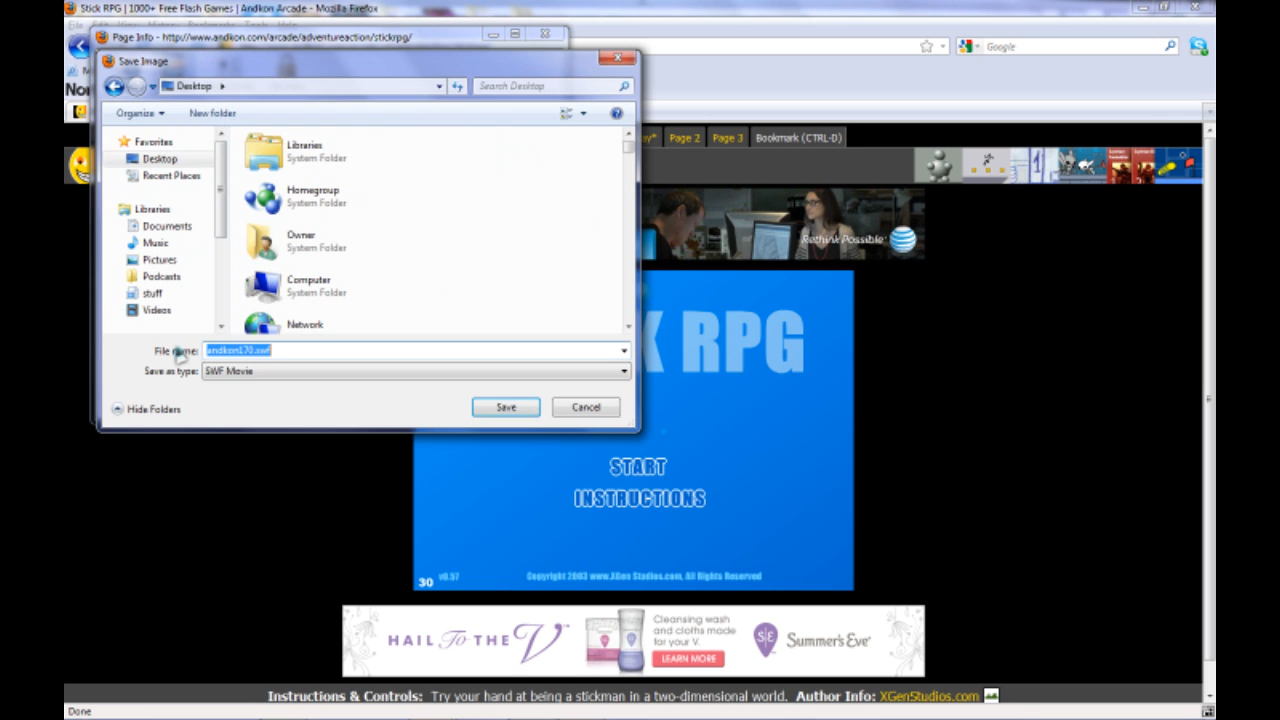 Stick RPG | 1000+ Free Flash Games | Andkon Arcade - Mozilla Firefox
Page Info - http://www.andkon.com/arcade/adventureaction/stickrpg/
Google
Save Image
Desktop
Search Desktop
Organize
New folder
Page 2
Page 3
Bookmark (CTRL-D)
Favorites
Desktop
Recent Places
Libraries
Documents
Music
Pictures
Podcasts
stuff
Videos
Libraries
System Folder
Homegroup
System Folder
Owner
System Folder
Computer
System Folder
Network
Rethink Possible
File name:
andkon170.swf
Save as type:
SWF Movie
Hide Folders
Save
Cancel
K RPG
START
INSTRUCTIONS
30
v0.57
Copyright 2003 www.XGen Studios.com, All Rights Reserved
HAIL To THE V
Cleansing wash
and cloths made
for your V.
LEARN MORE
SE
Summer's Eve
Instructions & Controls: Try your hand at being a stickman in a two-dimensional world. Author Info: XGenStudios.com
Done